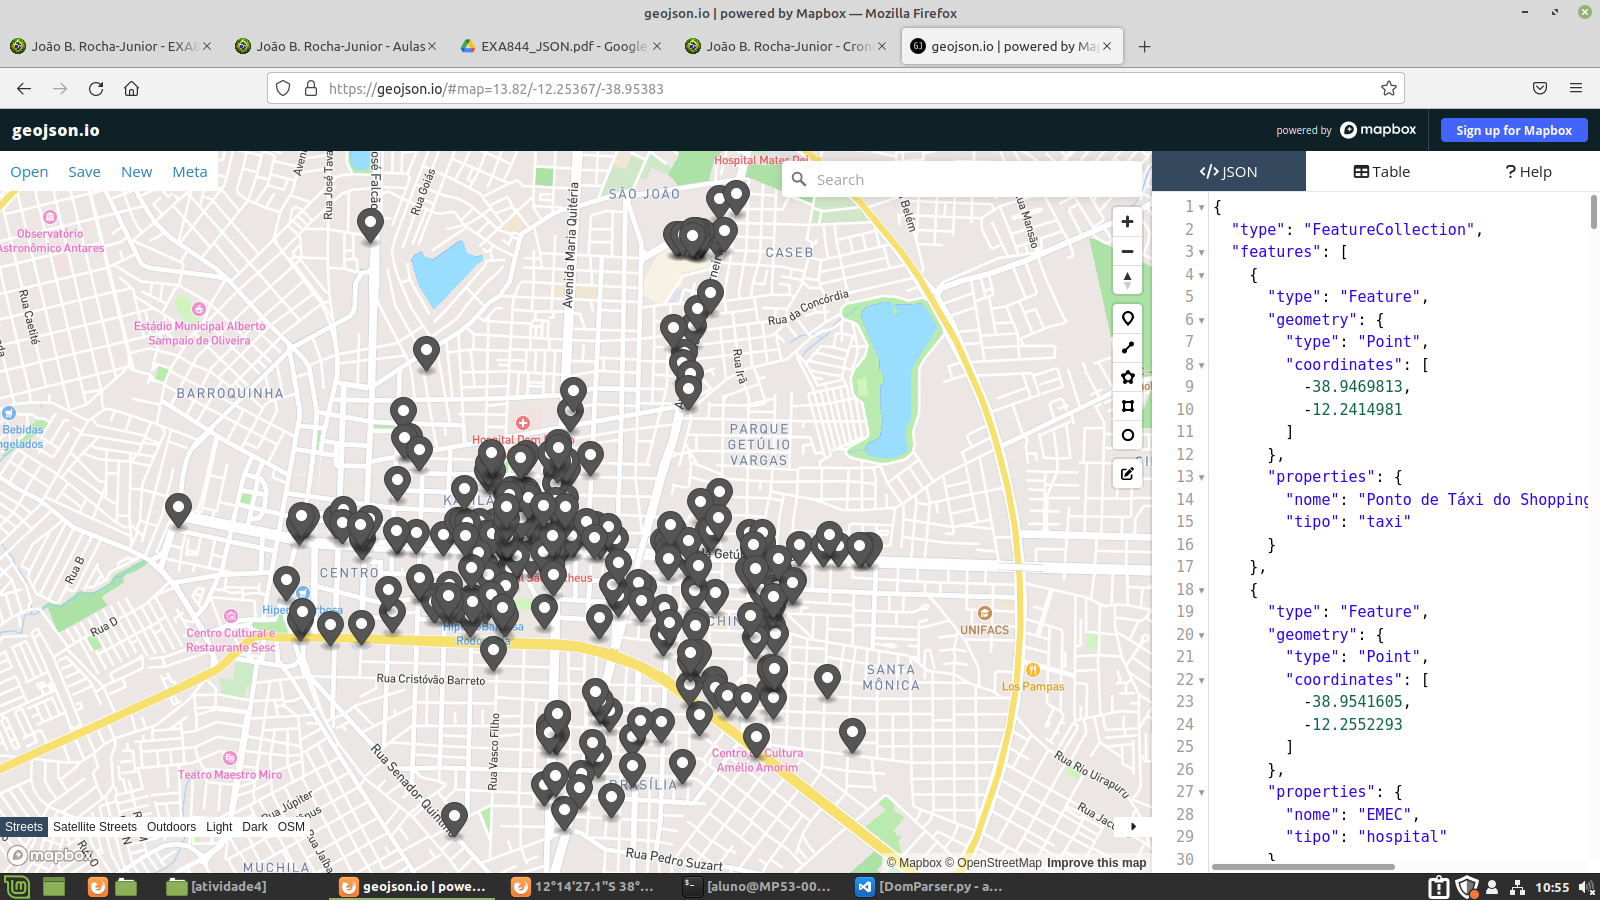 geojson.io | powered by Mapbox — Mozilla Firefox
João B. Rocha-Junior - EXA8
João B. Rocha-Junior - Aulas
EXA844_JSON.pdf - Google
João B. Rocha-Junior - Cron
geojson.io | powered by Map
https://geojson.io/#map=13.82/-12.25367/-38.95383
geojson.io
powered by
mapbox
Sign up for Mapbox
Open
Save
New
Meta
Search
JSON
Table
Help
Hospital Mater Dei
SÃO JOÃO
CASEB
Rua José Tava
José Falcão
Rua Goiás
Avenida Maria Quitéria
Belém
Rua Mansão
Observatório
Astronômico Antares
Rua Caetité
Estádio Municipal Alberto
Sampaio de Oliveira
Rua da Concórdia
Rua Irã
BARROQUINHA
Bebidas
PARQUE
GETÚLIO
VARGAS
CENTRO
Rua B
Rua D
Centro Cultural e
Restaurante Sesc
UNIFACS
SANTA
MÔNICA
Los Pampas
Rua Cristóvão Barreto
Rua Vasco Filho
Centro de Cultura
Amélio Amorim
Teatro Maestro Miro
Rua Senador Quintino
BRASÍLIA
Rua Rio Uirapuru
Rua Júpiter
MUCHILA
Rua Pedro Suzart
Streets
Satellite Streets
Outdoors
Light
Dark
OSM
mapbox
© Mapbox © OpenStreetMap Improve this map
1 {
2 "type": "FeatureCollection",
3 "features": [
4 {
5 "type": "Feature",
6 "geometry": {
7 "type": "Point",
8 "coordinates": [
9 -38.9469813,
10 -12.2414981
11 ]
12 },
13 "properties": {
14 "nome": "Ponto de Táxi do Shopping
15 "tipo": "taxi"
16 }
17 },
18 {
19 "type": "Feature",
20 "geometry": {
21 "type": "Point",
22 "coordinates": [
23 -38.9541605,
24 -12.2552293
25 ]
26 },
27 "properties": {
28 "nome": "EMEC",
29 "tipo": "hospital"
30 }
[atividade4]
geojson.io | powe...
12°14'27.1"S 38°...
[aluno@MP53-00...
[DomParser.py - a...
10:55